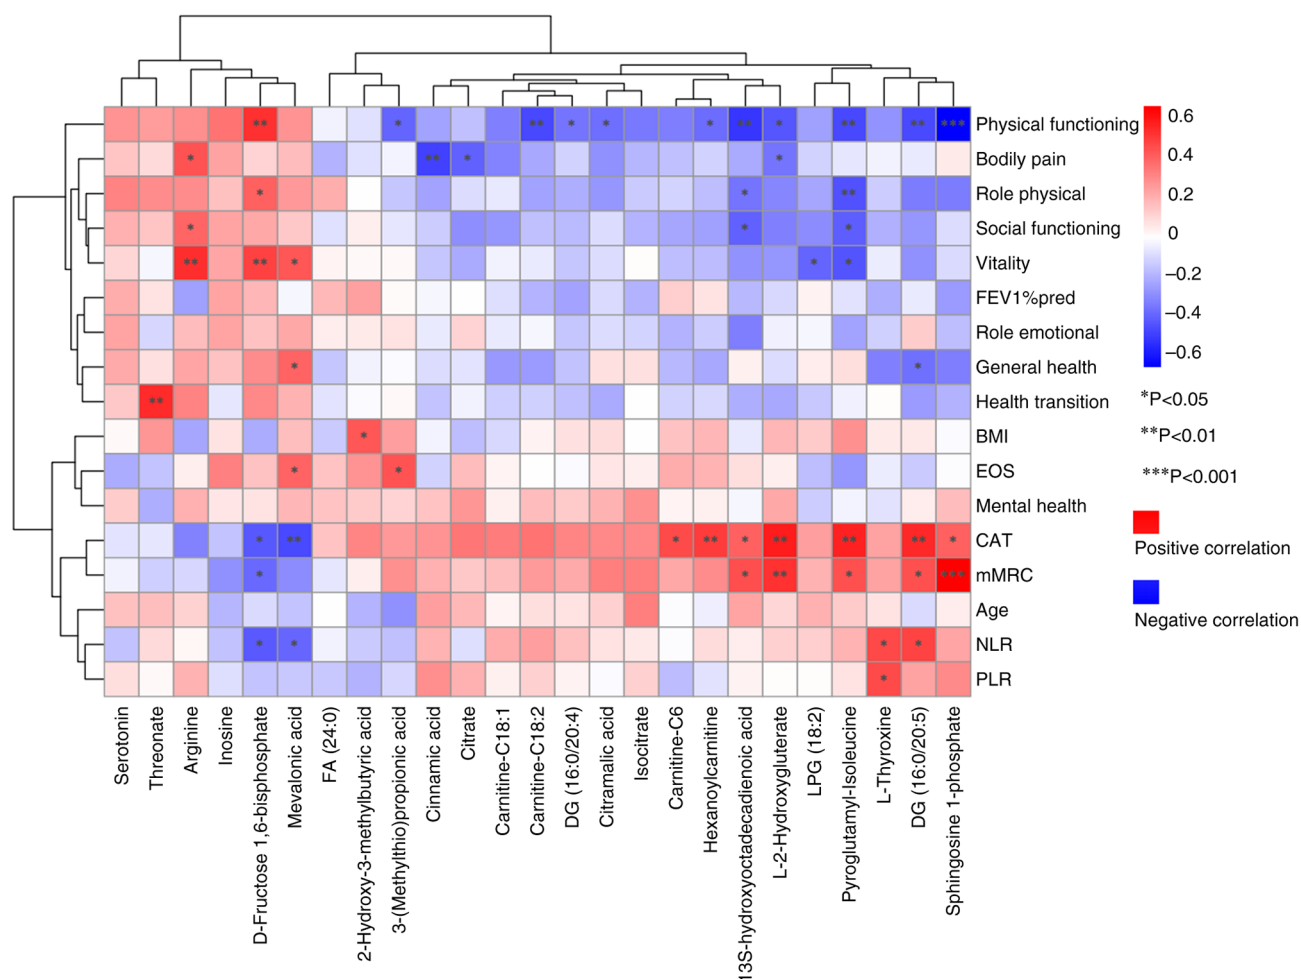 ** * ** * * * ** * ** ** *** Physical functioning
* ** * * Bodily pain
* * ** Role physical
* * * Social functioning
** ** * * * Vitality
FEV1%pred
Role emotional
* * General health
** Health transition
* BMI
* * EOS
Mental health
* ** * ** * ** ** ** * CAT
* * ** * * *** mMRC
Age
* * * * NLR
* PLR
0.6
0.4
0.2
0
–0.2
–0.4
–0.6
*P<0.05
**P<0.01
***P<0.001
Positive correlation
Negative correlation
Serotonin
Threonate
Arginine
Inosine
D-Fructose 1,6-bisphosphate
Mevalonic acid
FA (24:0)
2-Hydroxy-3-methylbutyric acid
3-(Methylthio)propionic acid
Cinnamic acid
Citrate
Carnitine-C18:1
Carnitine-C18:2
DG (16:0/20:4)
Citramalic acid
Isocitrate
Carnitine-C6
Hexanoylcarnitine
13S-hydroxyoctadecadienoic acid
L-2-Hydroxygluterate
LPG (18:2)
Pyroglutamyl-Isoleucine
L-Thyroxine
DG (16:0/20:5)
Sphingosine 1-phosphate